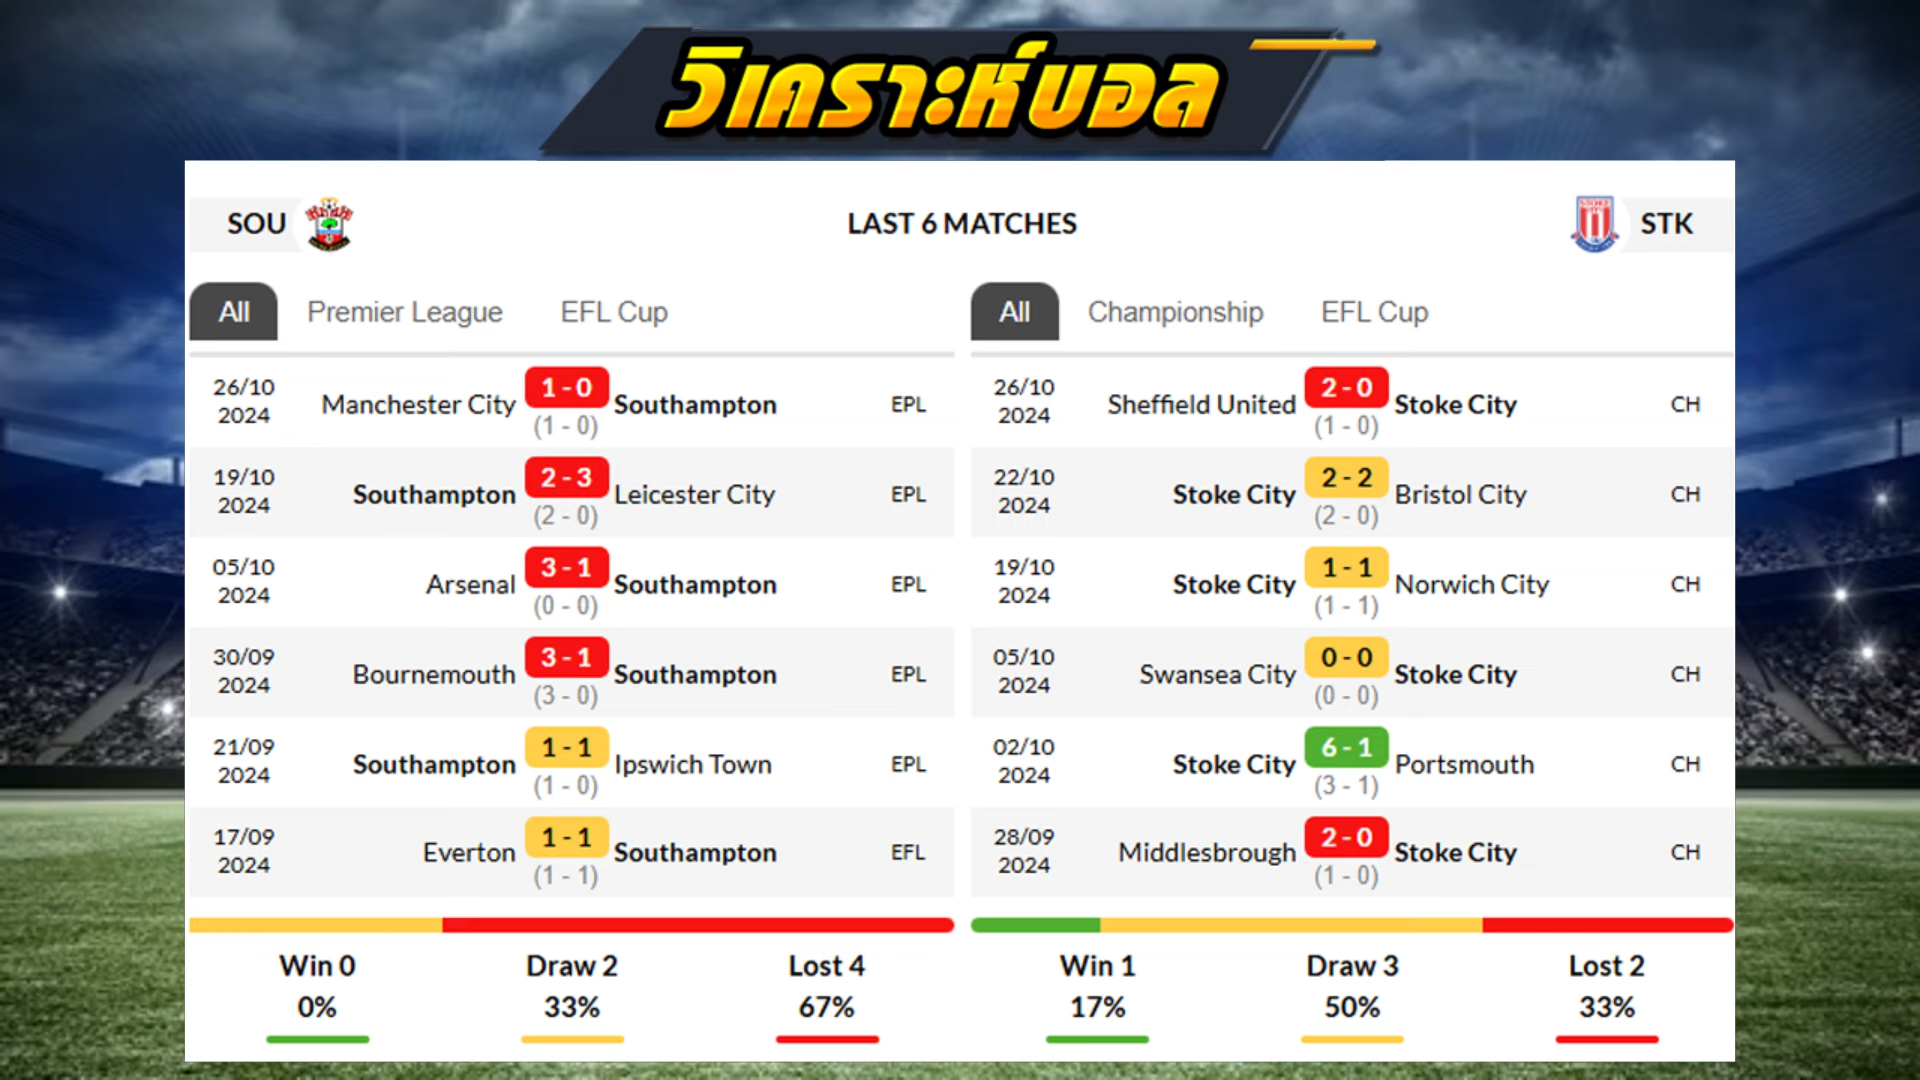 วิเคราะห์บอล
SOU LAST 6 MATCHES STK
All Premier League EFL Cup
26/10 2024 Manchester City 1 - 0 (1 - 0) Southampton EPL
19/10 2024 Southampton 2 - 3 (2 - 0) Leicester City EPL
05/10 2024 Arsenal 3 - 1 (0 - 0) Southampton EPL
30/09 2024 Bournemouth 3 - 1 (3 - 0) Southampton EPL
21/09 2024 Southampton 1 - 1 (1 - 0) Ipswich Town EPL
17/09 2024 Everton 1 - 1 (1 - 1) Southampton EFL
Win 0 Draw 2 Lost 4
0% 33% 67%
All Championship EFL Cup
26/10 2024 Sheffield United 2 - 0 (1 - 0) Stoke City CH
22/10 2024 Stoke City 2 - 2 (2 - 0) Bristol City CH
19/10 2024 Stoke City 1 - 1 (1 - 1) Norwich City CH
05/10 2024 Swansea City 0 - 0 (0 - 0) Stoke City CH
02/10 2024 Stoke City 6 - 1 (3 - 1) Portsmouth CH
28/09 2024 Middlesbrough 2 - 0 (1 - 0) Stoke City CH
Win 1 Draw 3 Lost 2
17% 50% 33%